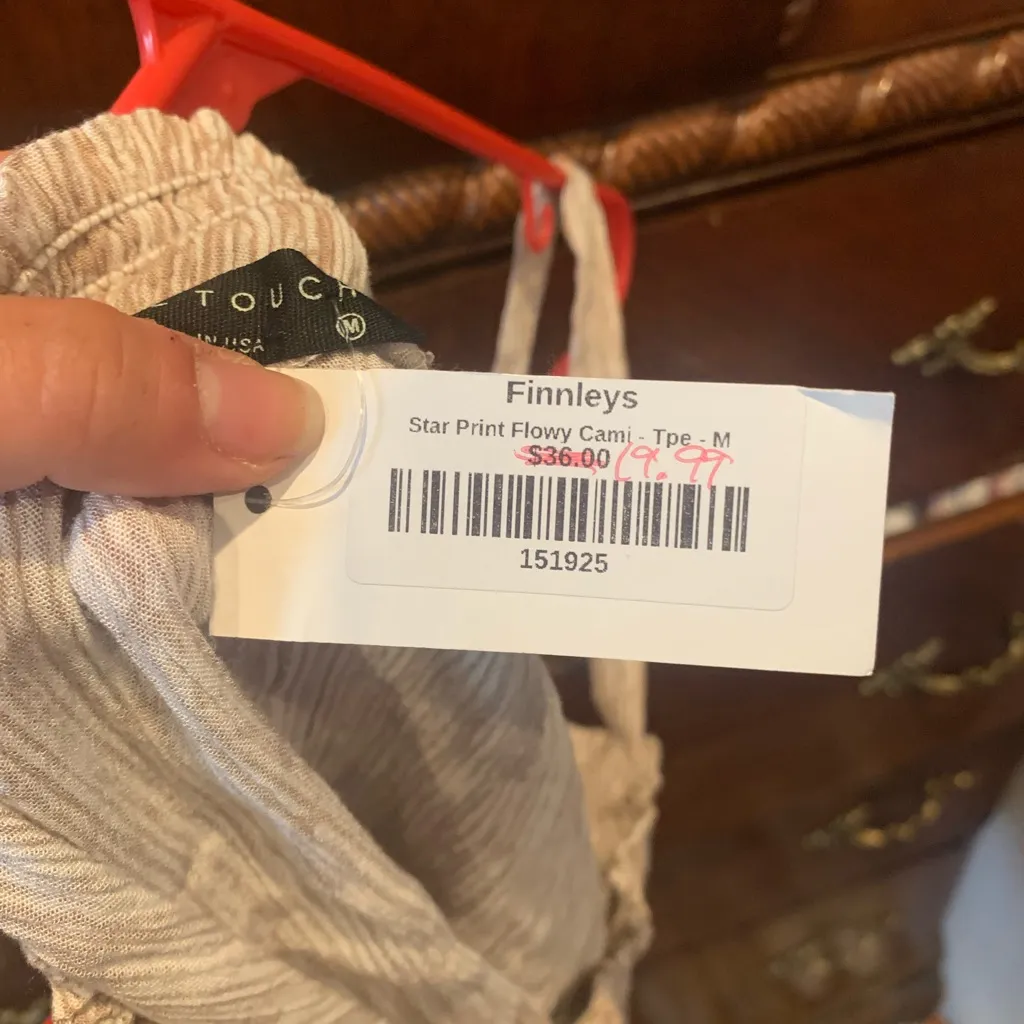 TOUCH
M
IN USA
Finnleys
Star Print Flowy Cami - Tpe - M
$36.00 19.99
151925